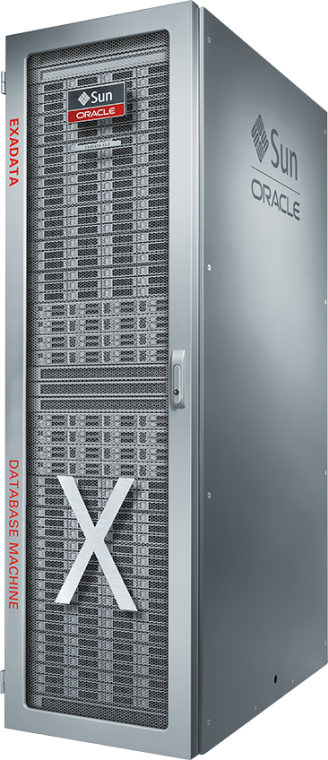 Sun
ORACLE
EXADATA
DATABASE MACHINE
X
Sun
ORACLE